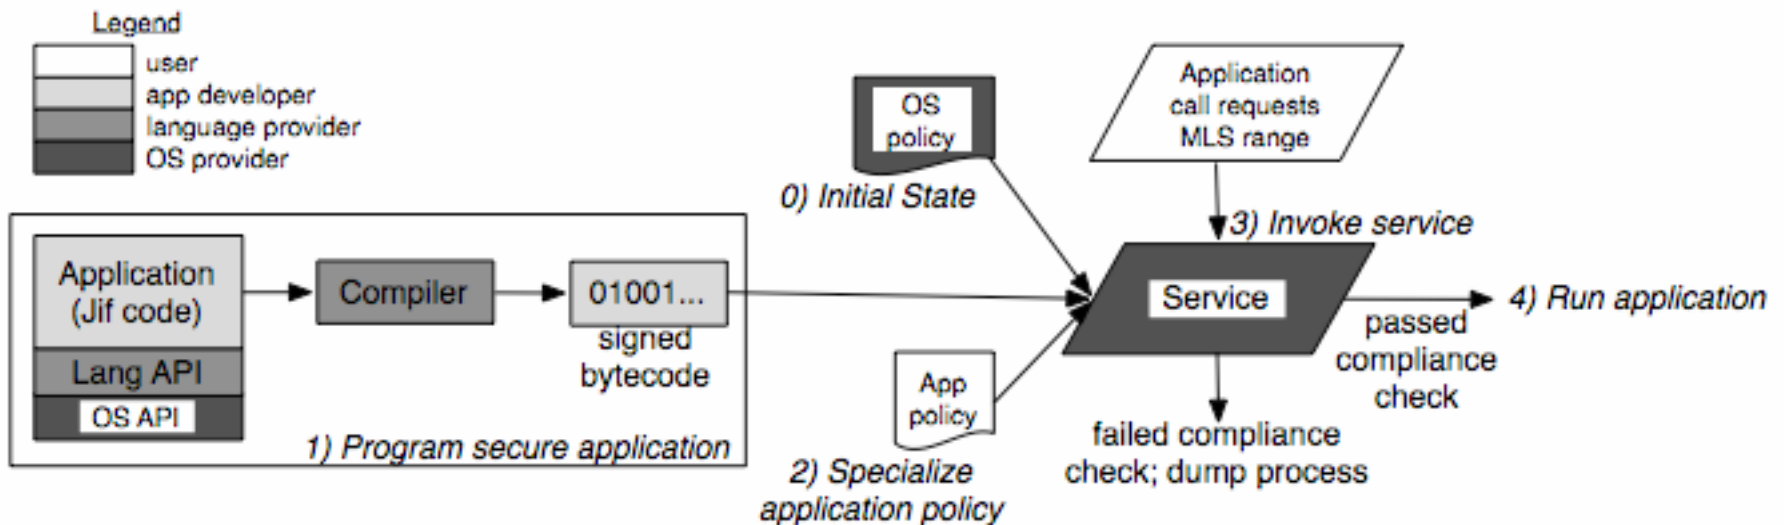 Legend
user
app developer
language provider
OS provider
OS
policy
0) Initial State
Application
call requests
MLS range
3) Invoke service
Application
(Jif code)
Lang API
OS API
Compiler
01001...
signed
bytecode
1) Program secure application
App
policy
2) Specialize
application policy
Service
4) Run application
passed
compliance
check
failed compliance
check; dump process